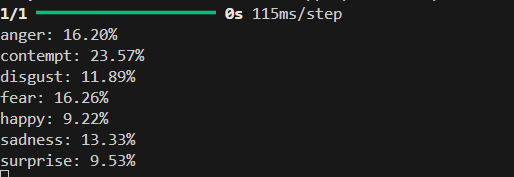 1/1 ━━━━━━━━━━━━━━━━━━━━ 0s 115ms/step
anger: 16.20%
contempt: 23.57%
disgust: 11.89%
fear: 16.26%
happy: 9.22%
sadness: 13.33%
surprise: 9.53%